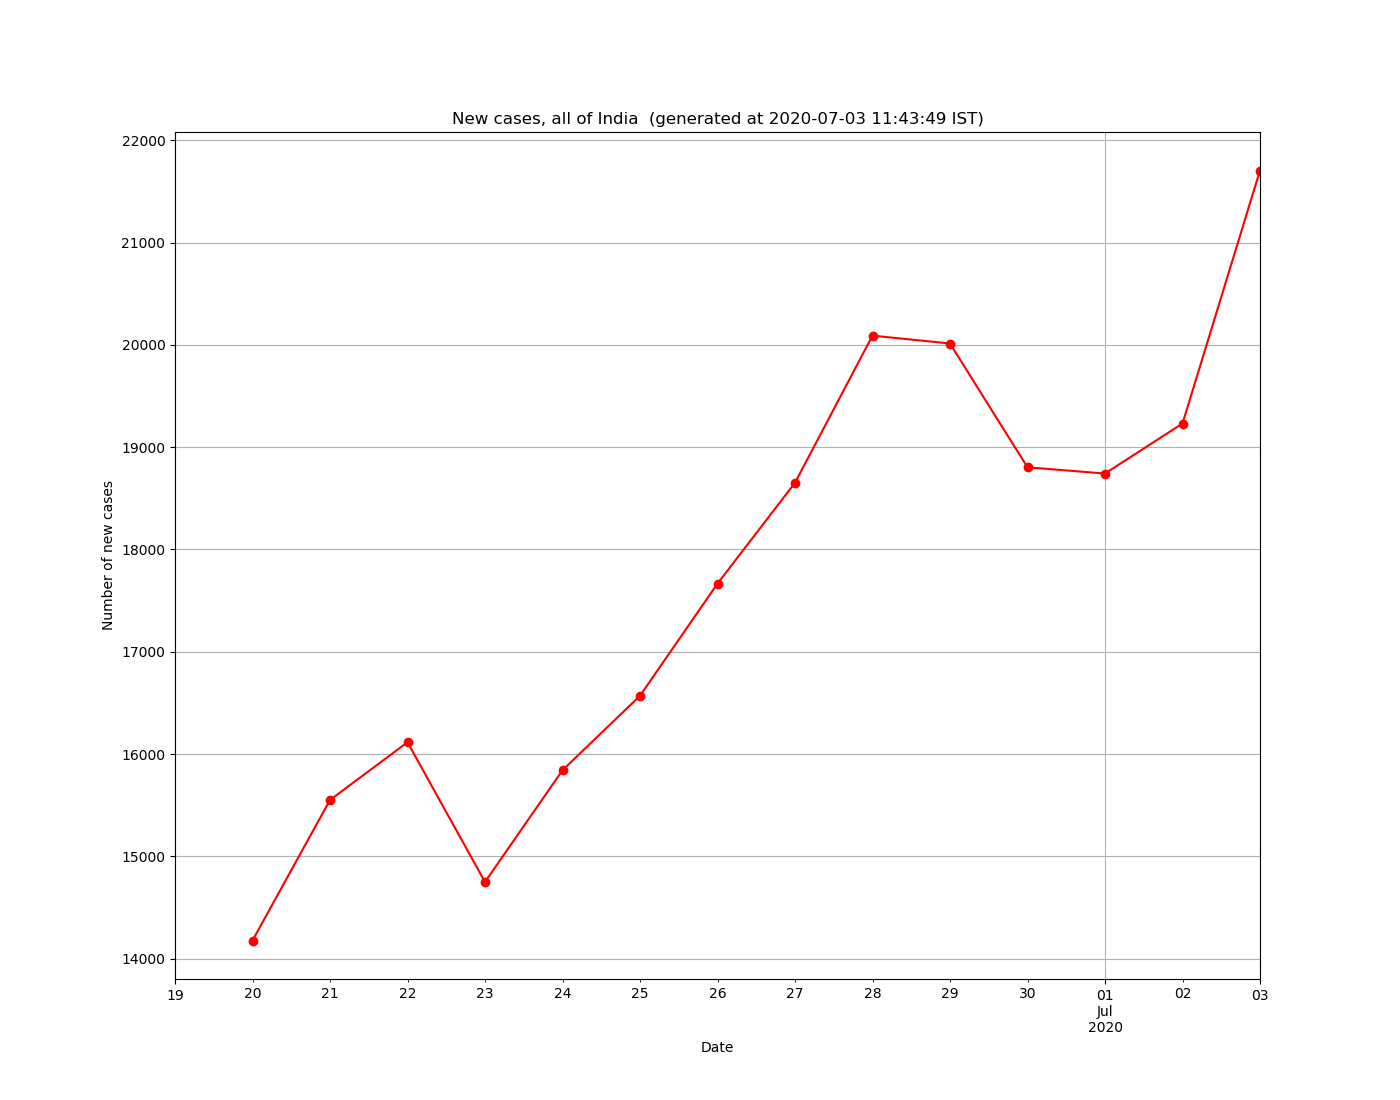 New cases, all of India  (generated at 2020-07-03 11:43:49 IST)
22000
21000
20000
19000
18000
17000
16000
15000
14000
Number of new cases
19 20 21 22 23 24 25 26 27 28 29 30 01 02 03
Jul
2020
Date